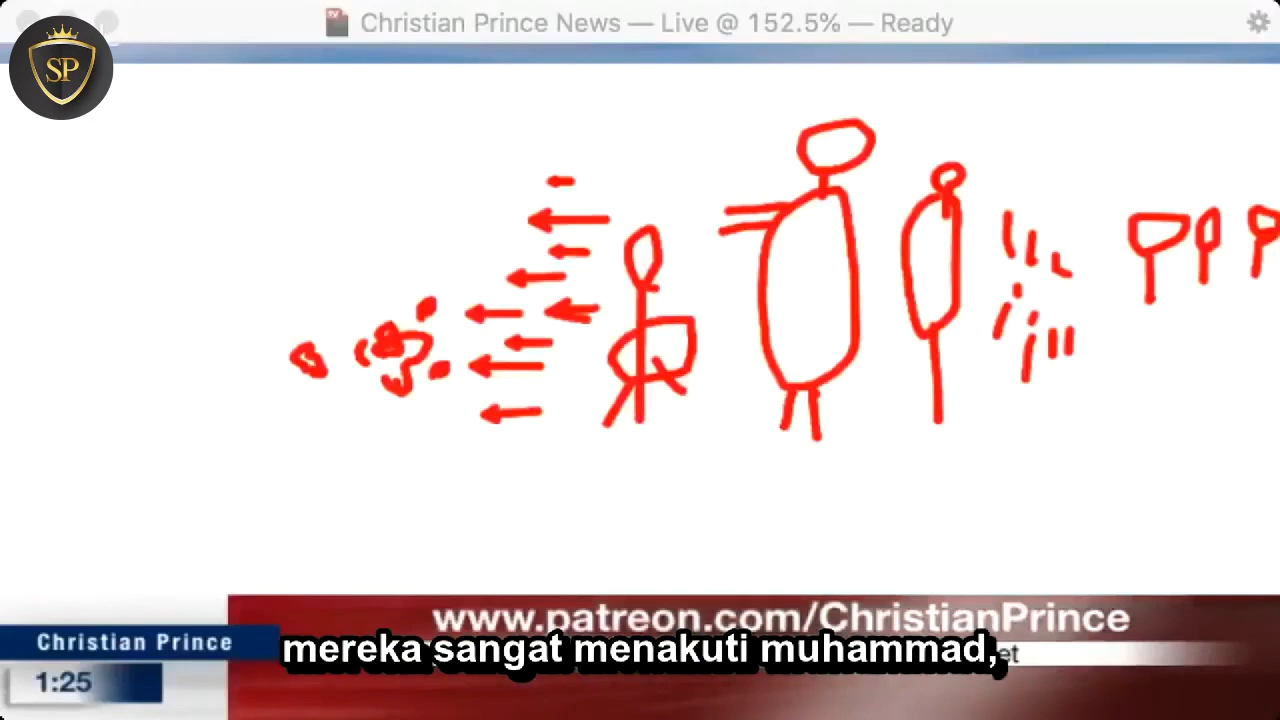 Christian Prince News — Live @ 152.5% — Ready
SP
www.patreon.com/ChristianPrince
Christian Prince
mereka sangat menakuti muhammad,
1:25